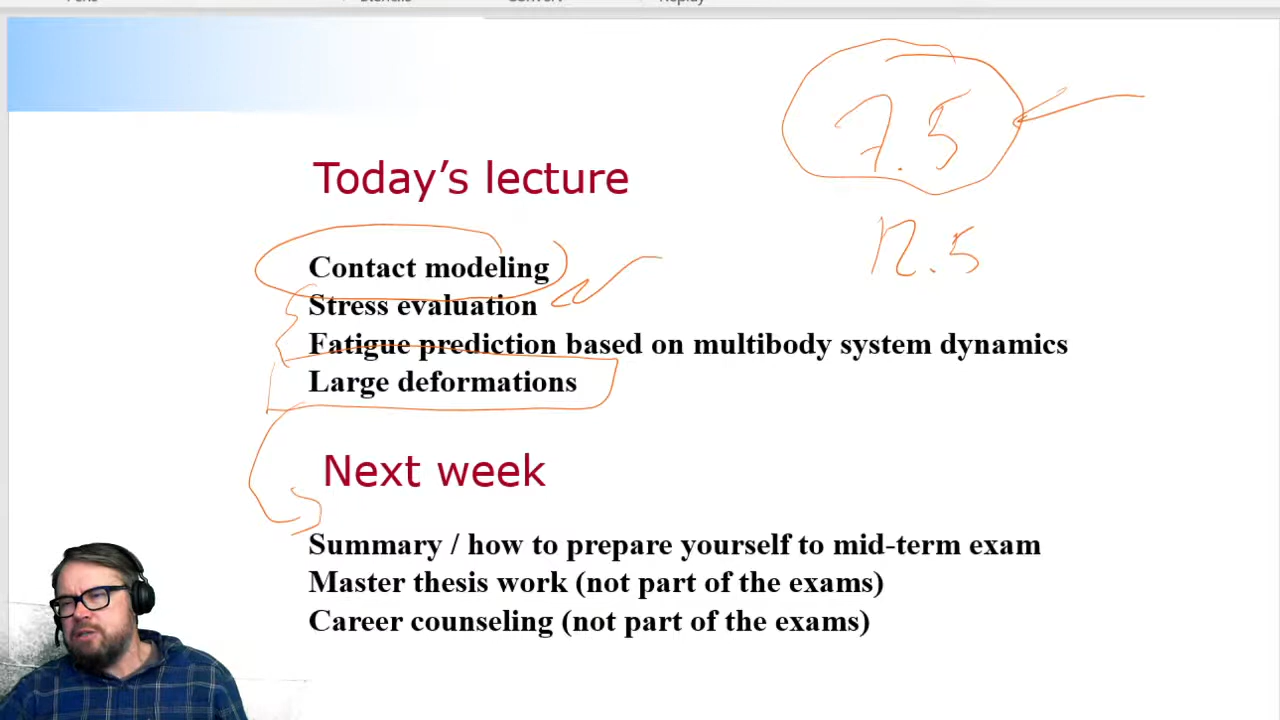 7.5
Today's lecture
12.5
Contact modeling
Stress evaluation
Fatigue prediction based on multibody system dynamics
Large deformations
Next week
Summary / how to prepare yourself to mid-term exam
Master thesis work (not part of the exams)
Career counseling (not part of the exams)